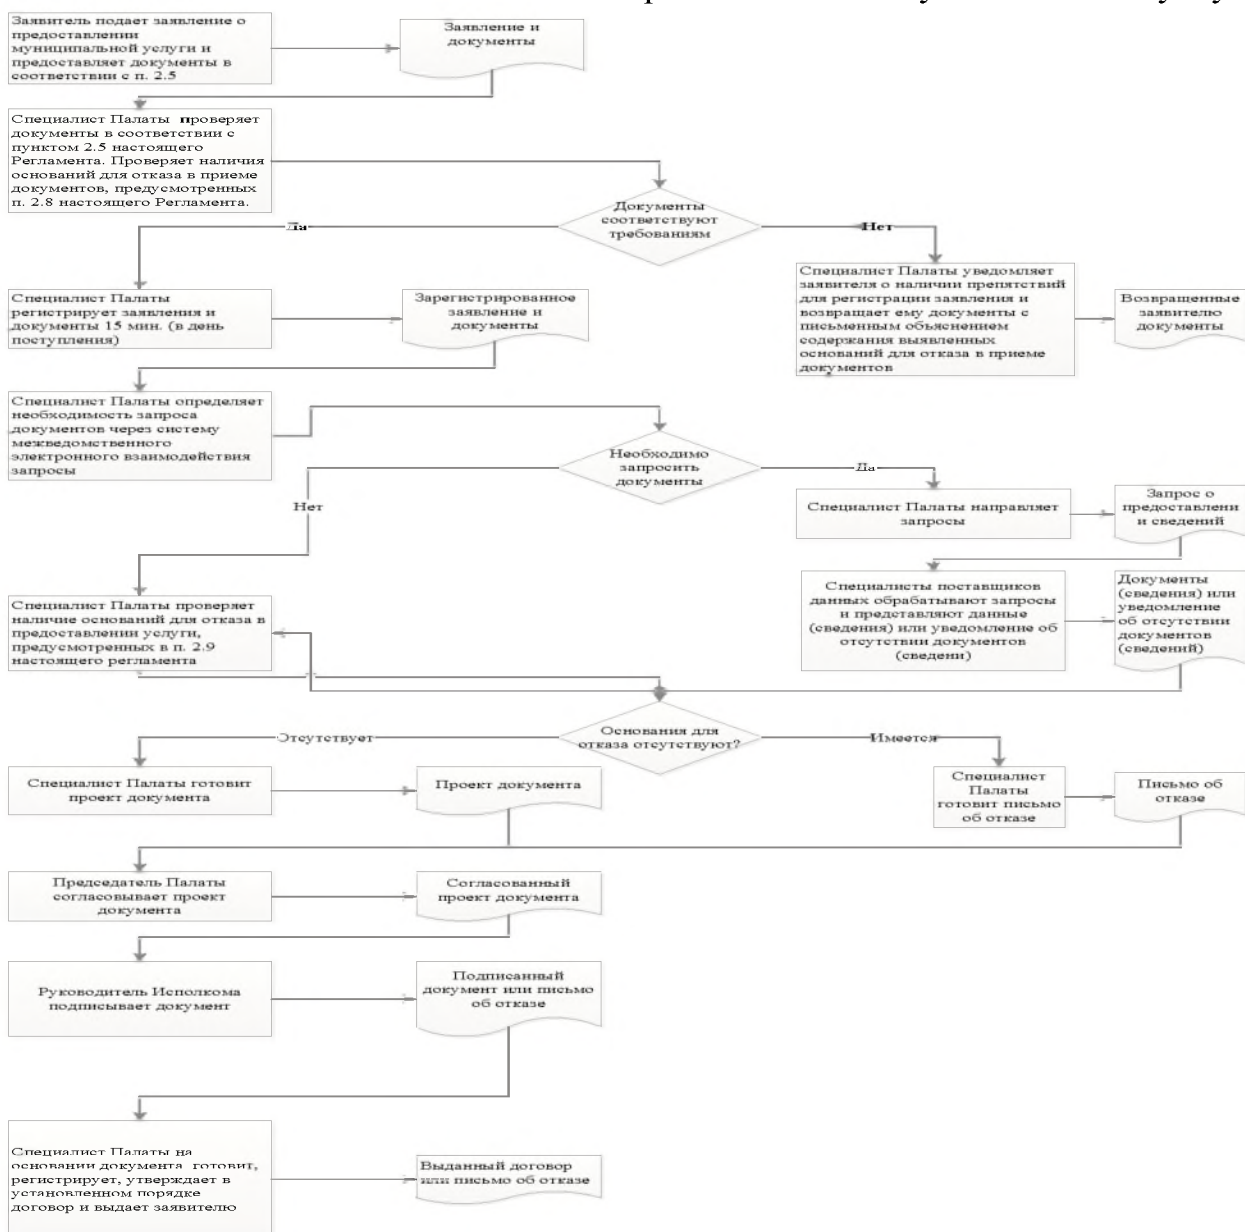 Заявитель подает заявление о
предоставлении
муниципальной услуги и
предоставляет документы в
соответствии с п. 2.5
Заявление и
документы
Специалист Палаты проверяет
документы в соответствии с
пунктом 2.5 настоящего
Регламента. Проверяет наличия
оснований для отказа в приеме
документов, предусмотренных
п. 2.8 настоящего Регламента.
Документы
соответствуют
требованиям
Да
Нет
Специалист Палаты
регистрирует заявления и
документы 15 мин. (в день
поступления)
Зарегистрированное
заявление и
документы
Специалист Палаты уведомляет
заявителя о наличии препятствий
для регистрации заявления и
возвращает ему документы с
письменным объяснением
содержания выявленных
оснований для отказа в приеме
документов
Возвращенные
заявителю
документы
Специалист Палаты определяет
необходимость запроса
документов через систему
межведомственного
электронного взаимодействия
запросы
Необходимо
запросить
документы
Да
Нет
Специалист Палаты направляет
запросы
Запрос о
предоставлени
и сведений
Специалисты поставщиков
данных обрабатывают запросы
и представляют данные
(сведения) или уведомление об
отсутствии документов
(сведени)
Документы
(сведения) или
уведомление
об отсутствии
документов
(сведений)
Специалист Палаты проверяет
наличие оснований для отказа в
предоставлении услуги,
предусмотренных в п. 2.9
настоящего регламента
Основания для
отказа отсутствуют?
Отсутствует
Имеется
Специалист Палаты готовит
проект документа
Проект документа
Специалист
Палаты
готовит письмо
об отказе
Письмо об
отказе
Председатель Палаты
согласовывает проект
документа
Согласованный
проект документа
Руководитель Исполкома
подписывает документ
Подписанный
документ или письмо
об отказе
Специалист Палаты на
основании документа готовит,
регистрирует, утверждает в
установленном порядке
договор и выдает заявителю
Выданный договор
или письмо об отказе